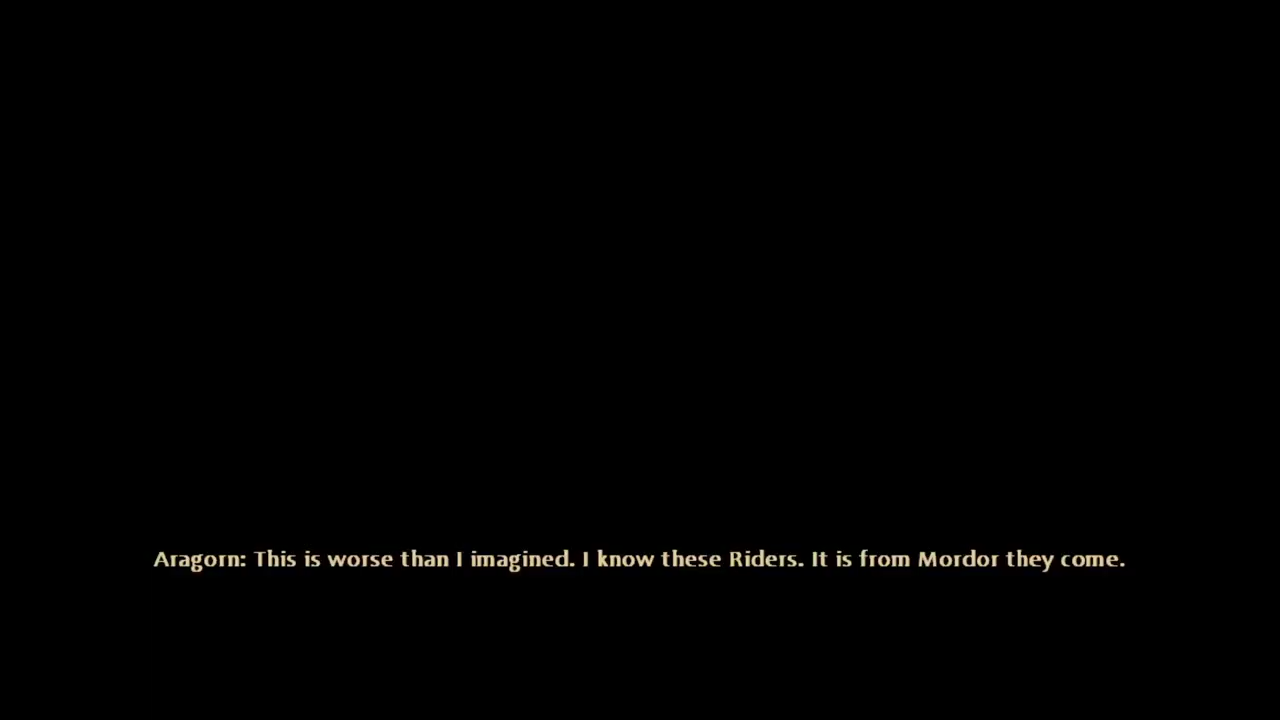 Aragorn: This is worse than I imagined. I know these Riders. It is from Mordor they come.